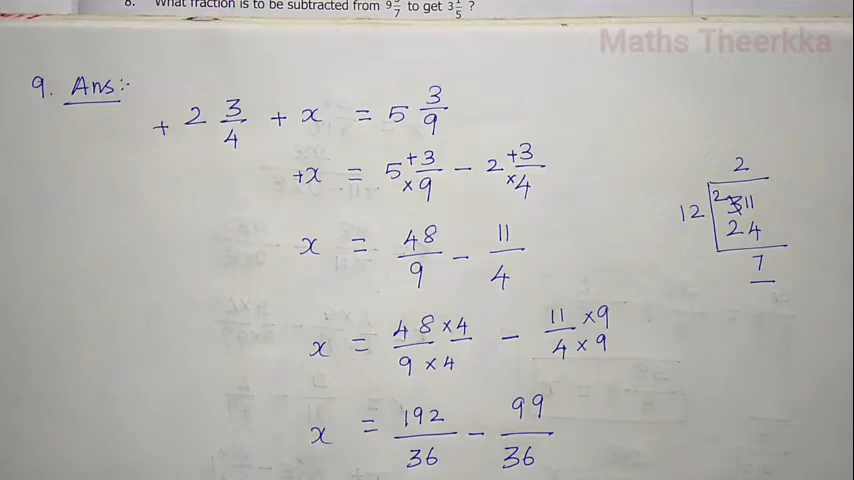 8. What fraction is to be subtracted from 9 /7 to get 3 1/5 ?
Maths Theerkka
9. Ans:-
+ 2 3/4 + x = 5 3/9
+x = 5 +3/×9 - 2 +3/×4
x = 48/9 - 11/4
x = 48×4/9×4 - 11×9/4×9
x = 192/36 - 99/36
2
12 2 31 11
24
7